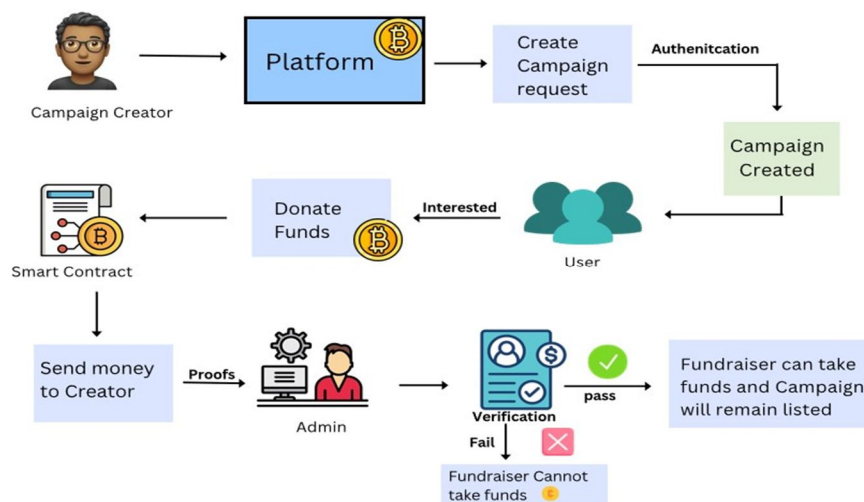 Platform
Create
Campaign
request
Authenitcation
Campaign Creator
Campaign
Created
Donate
Funds
Interested
User
Smart Contract
Send money
to Creator
Proofs
Admin
Verification
pass
Fundraiser can take
funds and Campaign
will remain listed
Fail
Fundraiser Cannot
take funds